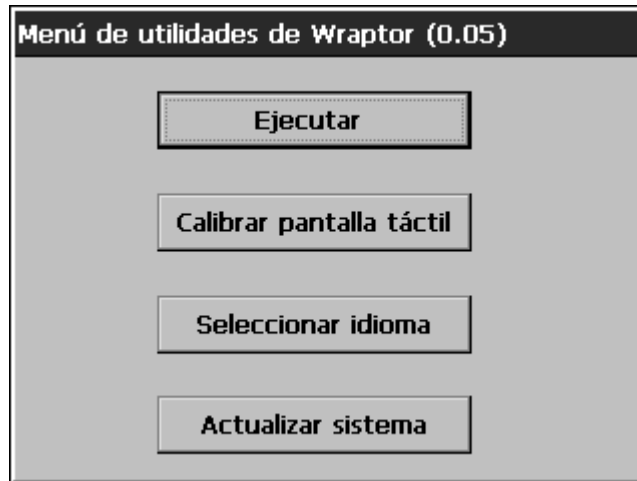 Menú de utilidades de Wraptor (0.05)
Ejecutar
Calibrar pantalla táctil
Seleccionar idioma
Actualizar sistema